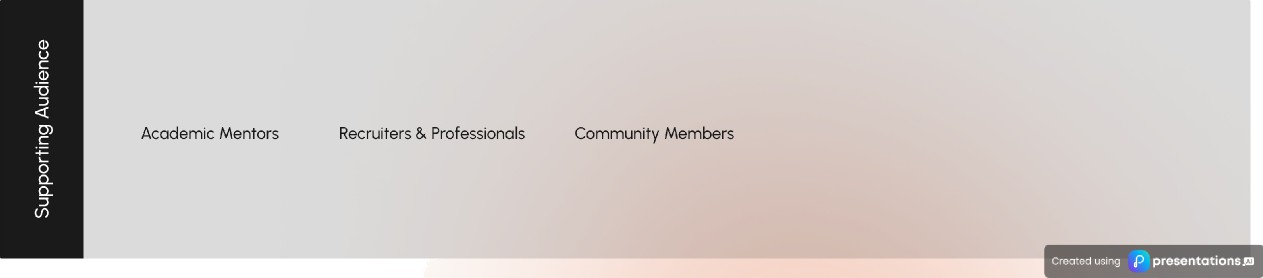 Supporting Audience
Academic Mentors
Recruiters & Professionals
Community Members
Created using presentations.AI